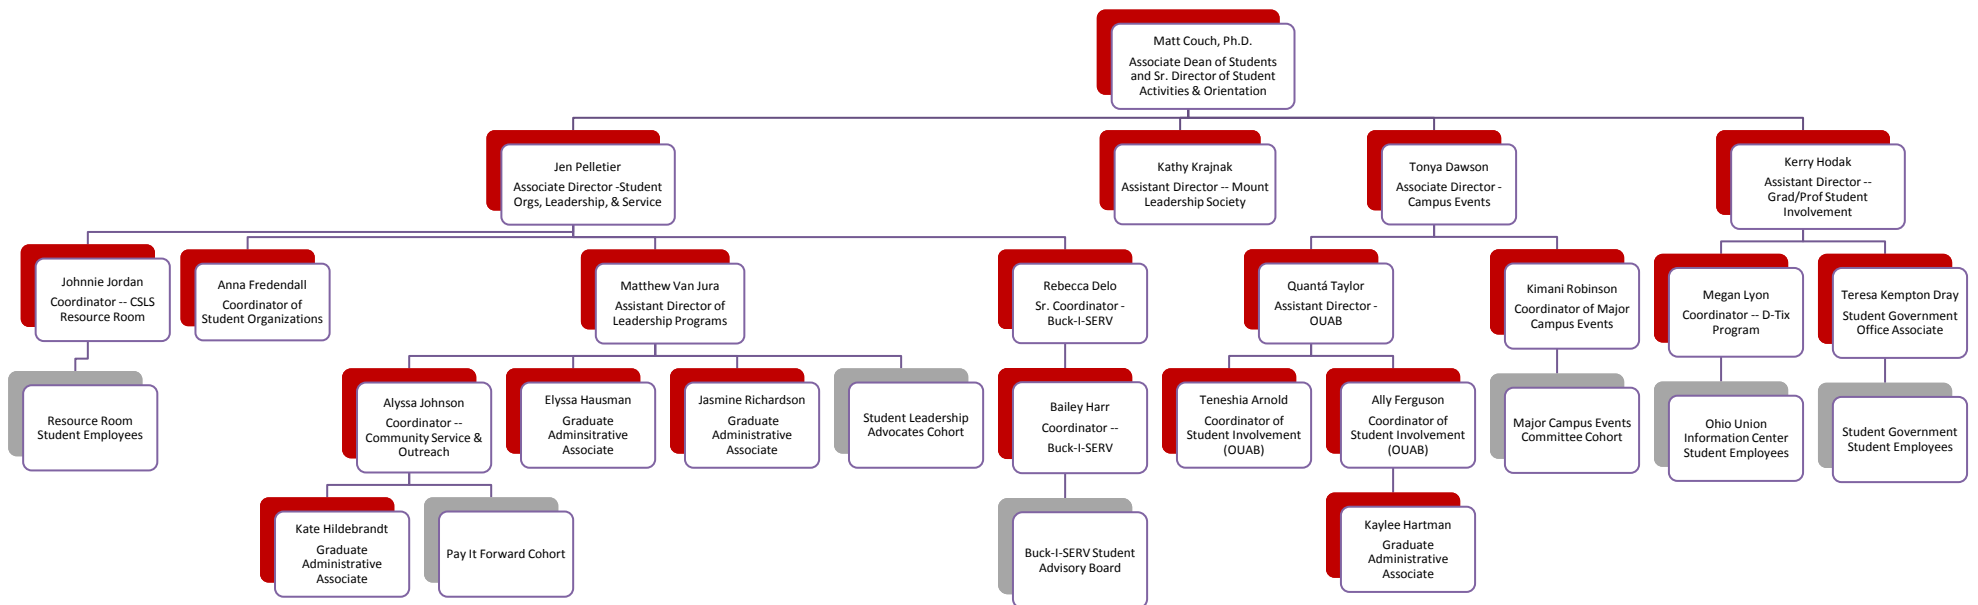 Matt Couch, Ph.D.
Associate Dean of Students
and Sr. Director of Student
Activities & Orientation
Jen Pelletier
Associate Director -Student
Orgs, Leadership, & Service
Kathy Krajnak
Assistant Director -- Mount
Leadership Society
Tonya Dawson
Associate Director -
Campus Events
Kerry Hodak
Assistant Director --
Grad/Prof Student
Involvement
Johnnie Jordan
Coordinator -- CSLS
Resource Room
Anna Fredendall
Coordinator of
Student Organizations
Matthew Van Jura
Assistant Director of
Leadership Programs
Rebecca Delo
Sr. Coordinator -
Buck-I-SERV
Quantá Taylor
Assistant Director -
OUAB
Kimani Robinson
Coordinator of Major
Campus Events
Megan Lyon
Coordinator -- D-Tix
Program
Teresa Kempton Dray
Student Government
Office Associate
Resource Room
Student Employees
Alyssa Johnson
Coordinator --
Community Service &
Outreach
Elyssa Hausman
Graduate
Adminsitrative
Associate
Jasmine Richardson
Graduate
Administrative
Associate
Student Leadership
Advocates Cohort
Bailey Harr
Coordinator --
Buck-I-SERV
Teneshia Arnold
Coordinator of
Student Involvement
(OUAB)
Ally Ferguson
Coordinator of
Student Involvement
(OUAB)
Major Campus Events
Committee Cohort
Ohio Union
Information Center
Student Employees
Student Government
Student Employees
Kate Hildebrandt
Graduate
Administrative
Associate
Pay It Forward Cohort
Buck-I-SERV Student
Advisory Board
Kaylee Hartman
Graduate
Administrative
Associate